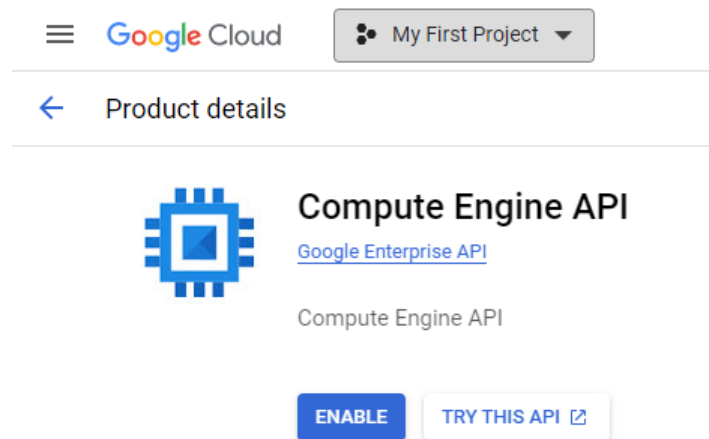 Google Cloud
My First Project
Product details
Compute Engine API
Google Enterprise API
Compute Engine API
ENABLE
TRY THIS API